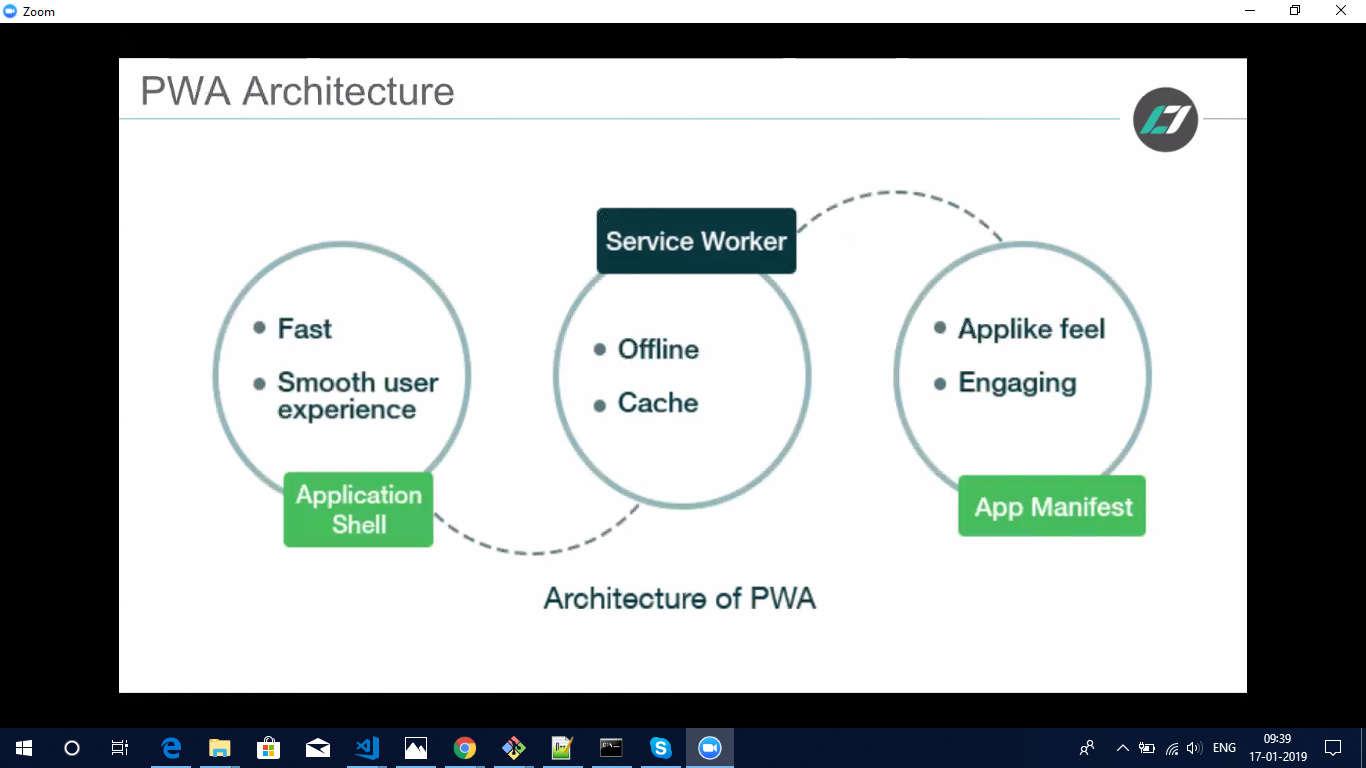 Zoom
PWA Architecture
Service Worker
Fast
Smooth user
experience
Offline
Cache
Applike feel
Engaging
Application
Shell
App Manifest
Architecture of PWA
ENG
09:39
17-01-2019